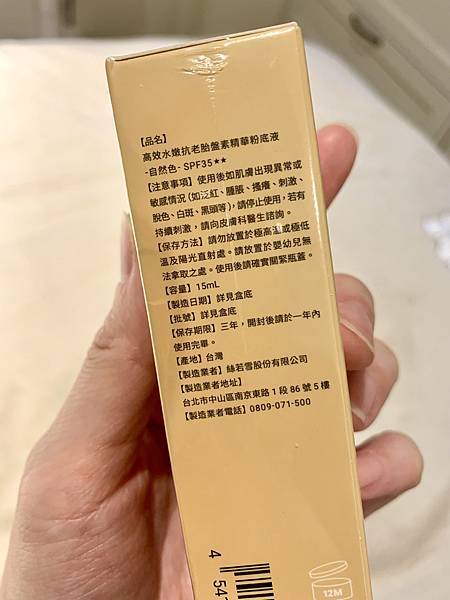 【品名】
高效水嫩抗老胎盤素精華粉底液
-自然色- SPF35★★
【注意事項】使用後如肌膚出現異常或
敏感情況(如泛紅、腫脹、搔癢、刺激、
脫色、白斑、黑頭等),請停止使用,若有
持續刺激,請向皮膚科醫生諮詢。
【保存方法】請勿放置於極高溫或極低
溫及陽光直射處。請放置於嬰幼兒無
法拿取之處。使用後請確實關緊瓶蓋。
【容量】15mL
【製造日期】詳見盒底
【批號】詳見盒底
【保存期限】三年,開封後請於一年內
使用完畢。
【產地】台灣
【製造業者】絲若雪股份有限公司
【製造業者地址】
台北市中山區南京東路1段86號5樓
【製造業者電話】0809-071-500
4
12M